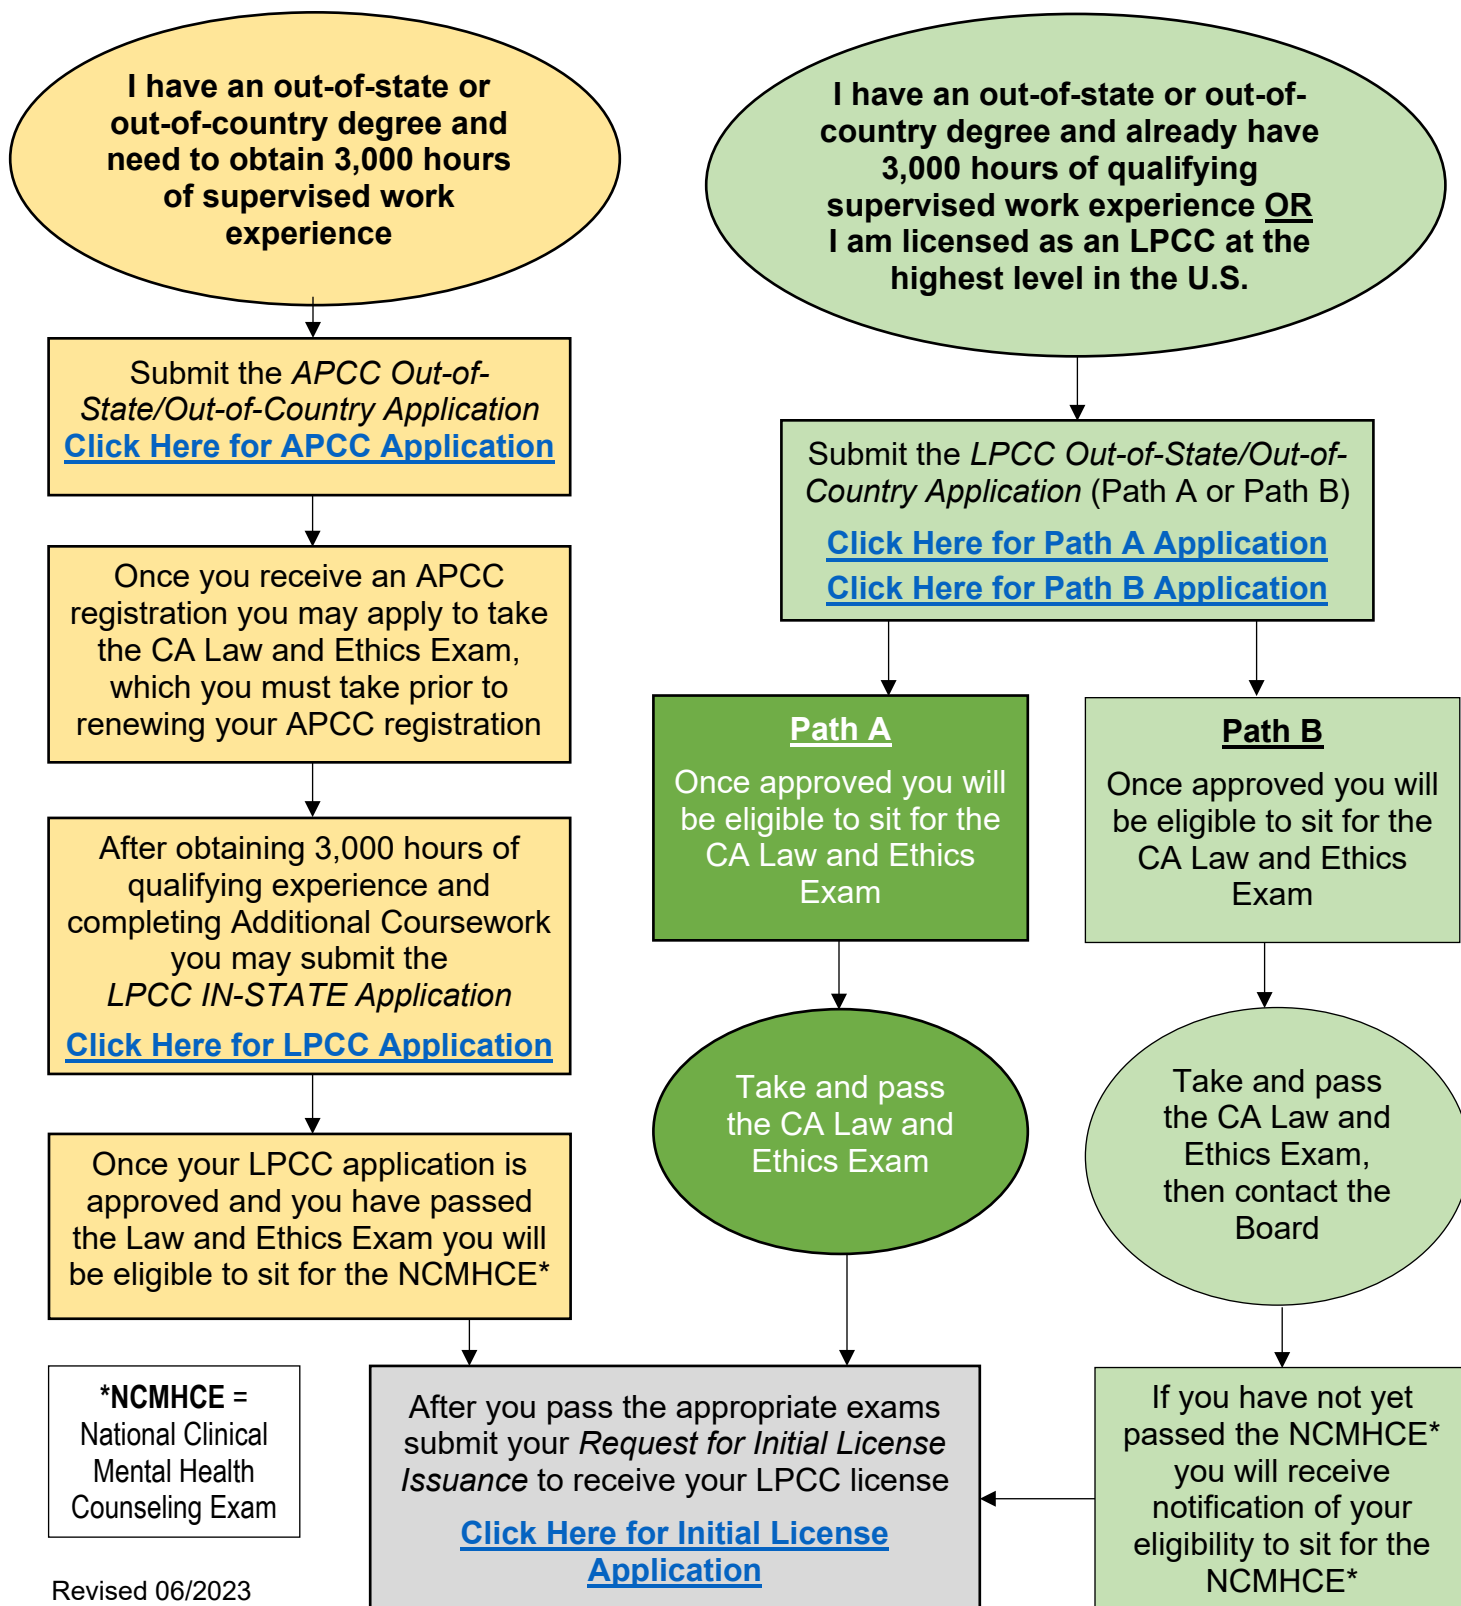 I have an out-of-state or
out-of-country degree and
need to obtain 3,000 hours
of supervised work
experience
Submit the APCC Out-of-
State/Out-of-Country Application
Click Here for APCC Application
Once you receive an APCC
registration you may apply to take
the CA Law and Ethics Exam,
which you must take prior to
renewing your APCC registration
After obtaining 3,000 hours of
qualifying experience and
completing Additional Coursework
you may submit the
LPCC IN-STATE Application
Click Here for LPCC Application
Once your LPCC application is
approved and you have passed
the Law and Ethics Exam you will
be eligible to sit for the NCMHCE*
I have an out-of-state or out-of-
country degree and already have
3,000 hours of qualifying
supervised work experience OR
I am licensed as an LPCC at the
highest level in the U.S.
Submit the LPCC Out-of-State/Out-of-
Country Application (Path A or Path B)
Click Here for Path A Application
Click Here for Path B Application
Path A
Once approved you will
be eligible to sit for the
CA Law and Ethics
Exam
Take and pass
the CA Law and
Ethics Exam
Path B
Once approved you will
be eligible to sit for the
CA Law and Ethics
Exam
Take and pass
the CA Law and
Ethics Exam,
then contact the
Board
If you have not yet
passed the NCMHCE*
you will receive
notification of your
eligibility to sit for the
NCMHCE*
After you pass the appropriate exams
submit your Request for Initial License
Issuance to receive your LPCC license
Click Here for Initial License
Application
*NCMHCE =
National Clinical
Mental Health
Counseling Exam
Revised 06/2023